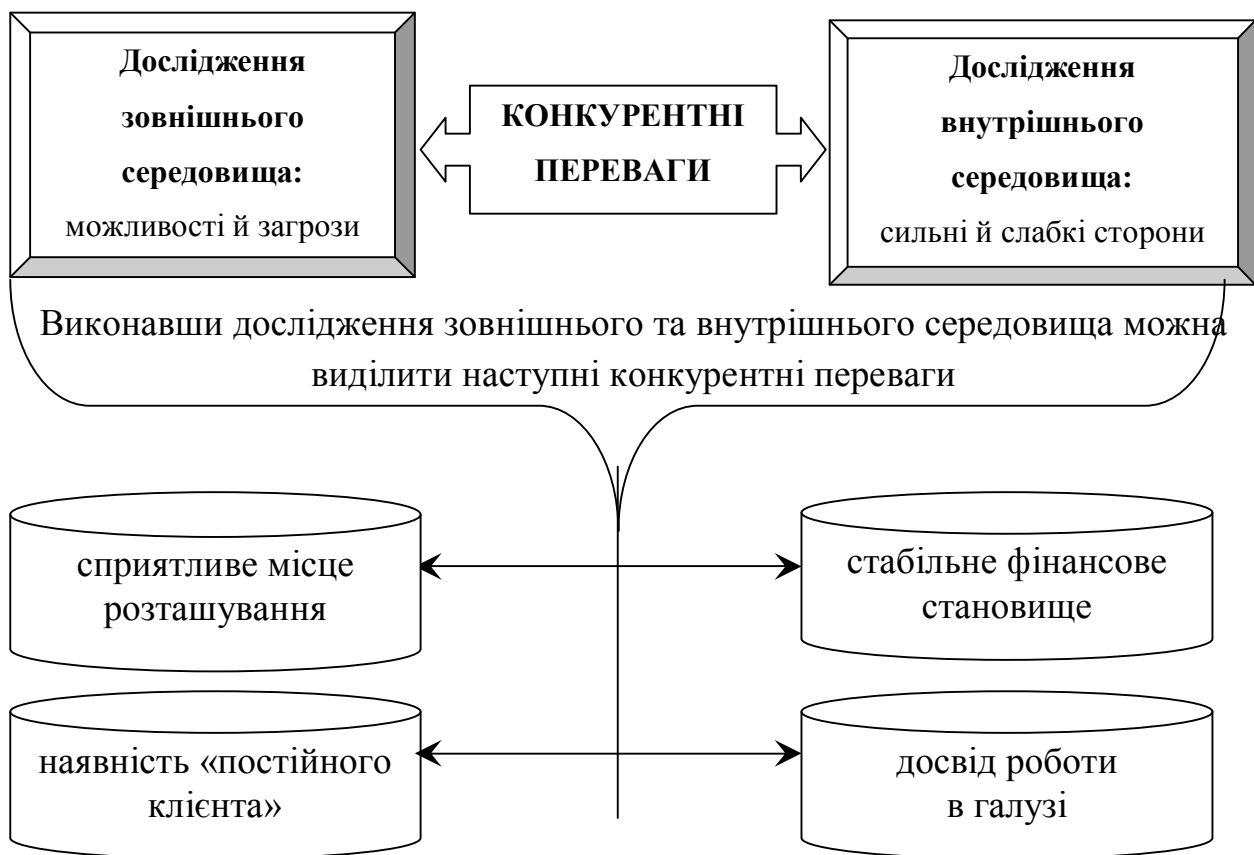 Дослідження
зовнішнього
середовища:
можливості й загрози
КОНКУРЕНТНІ
ПЕРЕВАГИ
Дослідження
внутрішнього
середовища:
сильні й слабкі сторони
Виконавши дослідження зовнішнього та внутрішнього середовища можна
виділити наступні конкурентні переваги
сприятливе місце
розташування
стабільне фінансове
становище
наявність «постійного
клієнта»
досвід роботи
в галузі